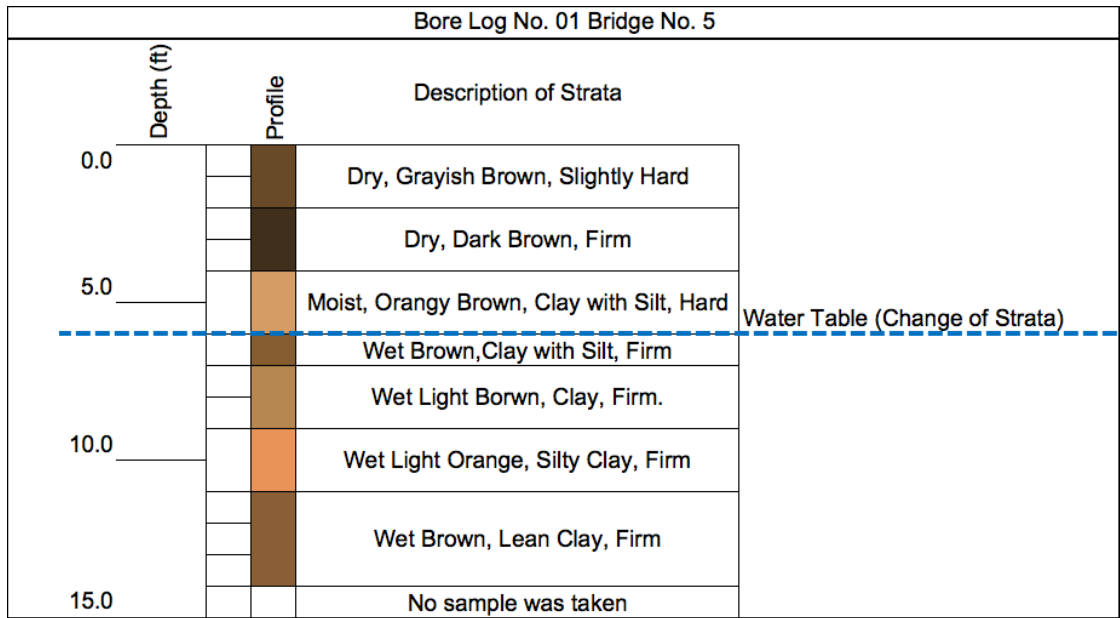 Bore Log No. 01 Bridge No. 5
Depth (ft)
Profile
Description of Strata
0.0
Dry, Grayish Brown, Slightly Hard
Dry, Dark Brown, Firm
5.0
Moist, Orangy Brown, Clay with Silt, Hard
Water Table (Change of Strata)
Wet Brown,Clay with Silt, Firm
Wet Light Borwn, Clay, Firm.
10.0
Wet Light Orange, Silty Clay, Firm
Wet Brown, Lean Clay, Firm
15.0
No sample was taken